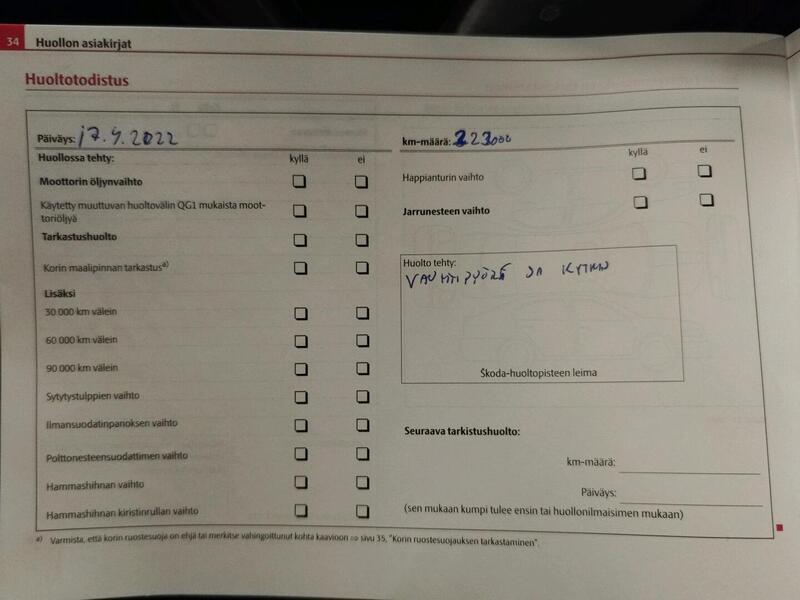 34 Huollon asiakirjat
Huoltotodistus
Päiväys: 17.4.2022
Huollossa tehty: kyllä ei
Moottorin öljynvaihto
Käytetty muuttuvan huoltovälin QG1 mukaista moot-
toriöljyä
Tarkastushuolto
Korin maalipinnan tarkastus a)
Lisäksi
30 000 km välein
60 000 km välein
90 000 km välein
Sytytystulppien vaihto
Ilmansuodatinpanoksen vaihto
Polttonesteensuodattimen vaihto
Hammashihnan vaihto
Hammashihnan kiristinrullan vaihto
km-määrä: 223000
kyllä ei
Happianturin vaihto
Jarrunesteen vaihto
Huolto tehty:
VAUHTIPYÖRÄ JA KYTKIN
Škoda-huoltopisteen leima
Seuraava tarkistushuolto:
km-määrä:
Päiväys:
(sen mukaan kumpi tulee ensin tai huollonilmaisimen mukaan)
a) Varmista, että korin ruostesuoja on ehjä tai merkitse vahingoittunut kohta kaavioon ⇨ sivu 35, "Korin ruostesuojauksen tarkastaminen".